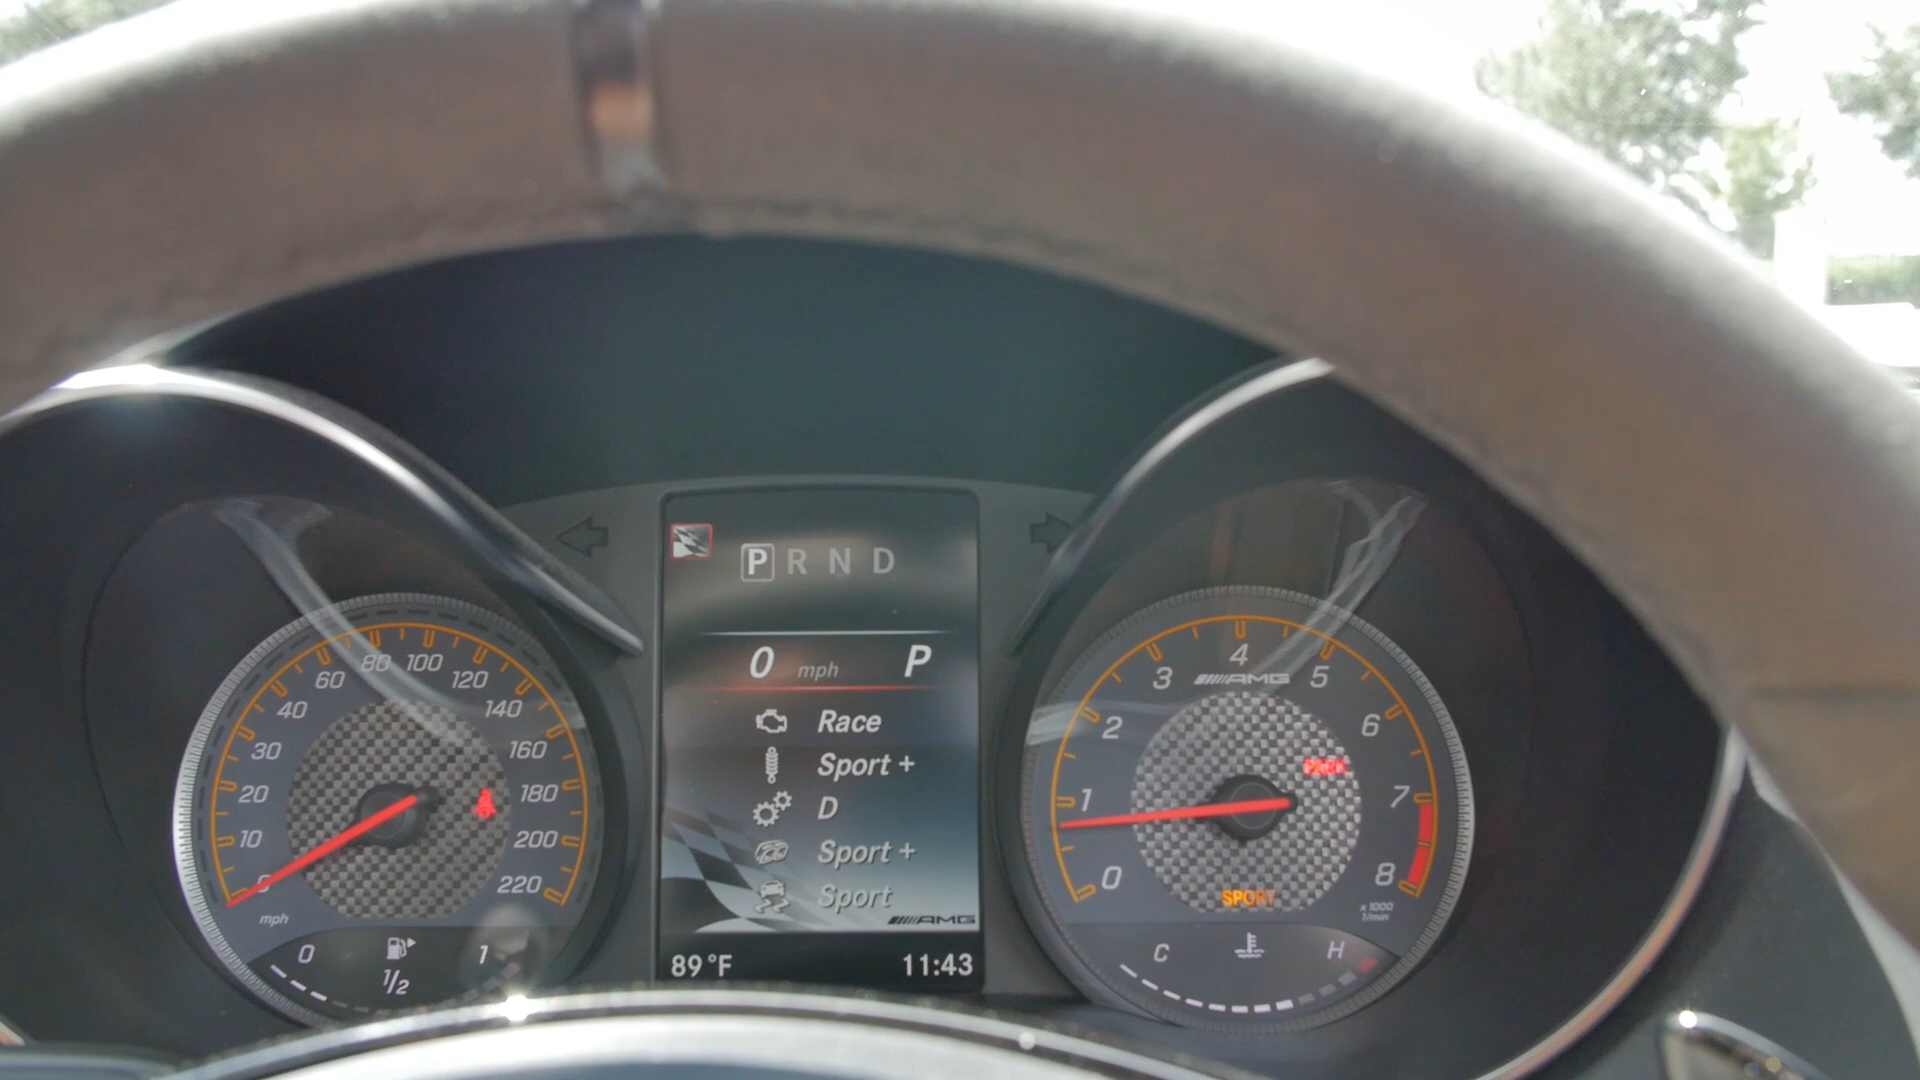 P R N D
0 mph P
Race
Sport +
D
Sport +
Sport
AMG
89°F 11:43
0 10 20 30 40 60 80 100 120 140 160 180 200 220
mph
0 1/2 1
0 1 2 3 4 5 6 7 8
AMG
PARK
SPORT
x 1000
1/min
C H